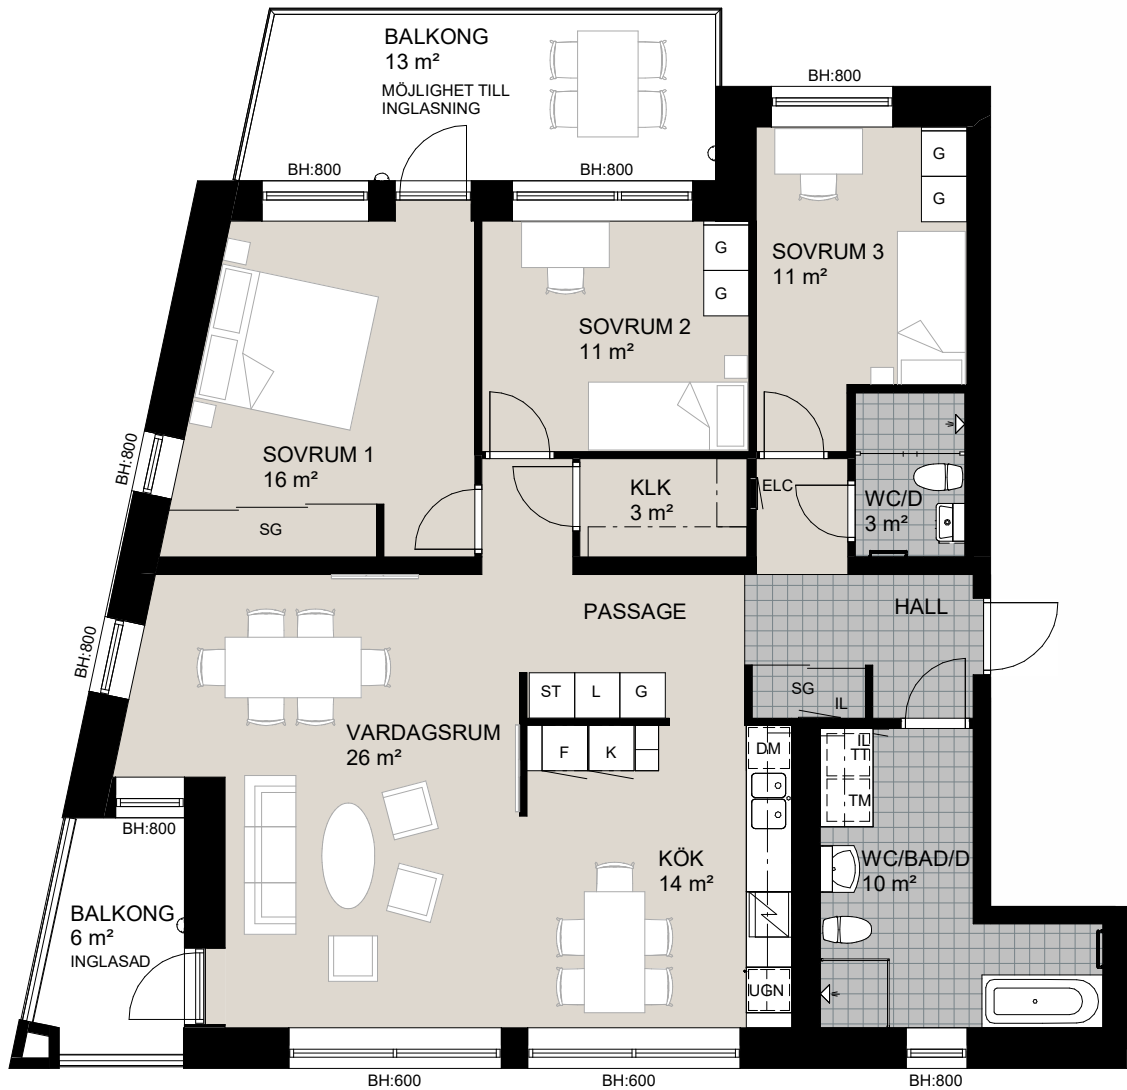 BALKONG
13 m²
MÖJLIGHET TILL
INGLASNING
BH:800
BH:800
BH:800
G
G
SOVRUM 3
11 m²
G
G
SOVRUM 2
11 m²
SOVRUM 1
16 m²
BH:800
SG
KLK
3 m²
ELC
WC/D
3 m²
PASSAGE
HALL
BH:800
ST
L
G
SG
IL
VARDAGSRUM
26 m²
F
K
DM
IL
TT
TM
BH:800
KÖK
14 m²
WC/BAD/D
10 m²
BALKONG
6 m²
INGLASAD
UGN
BH:600
BH:600
BH:800